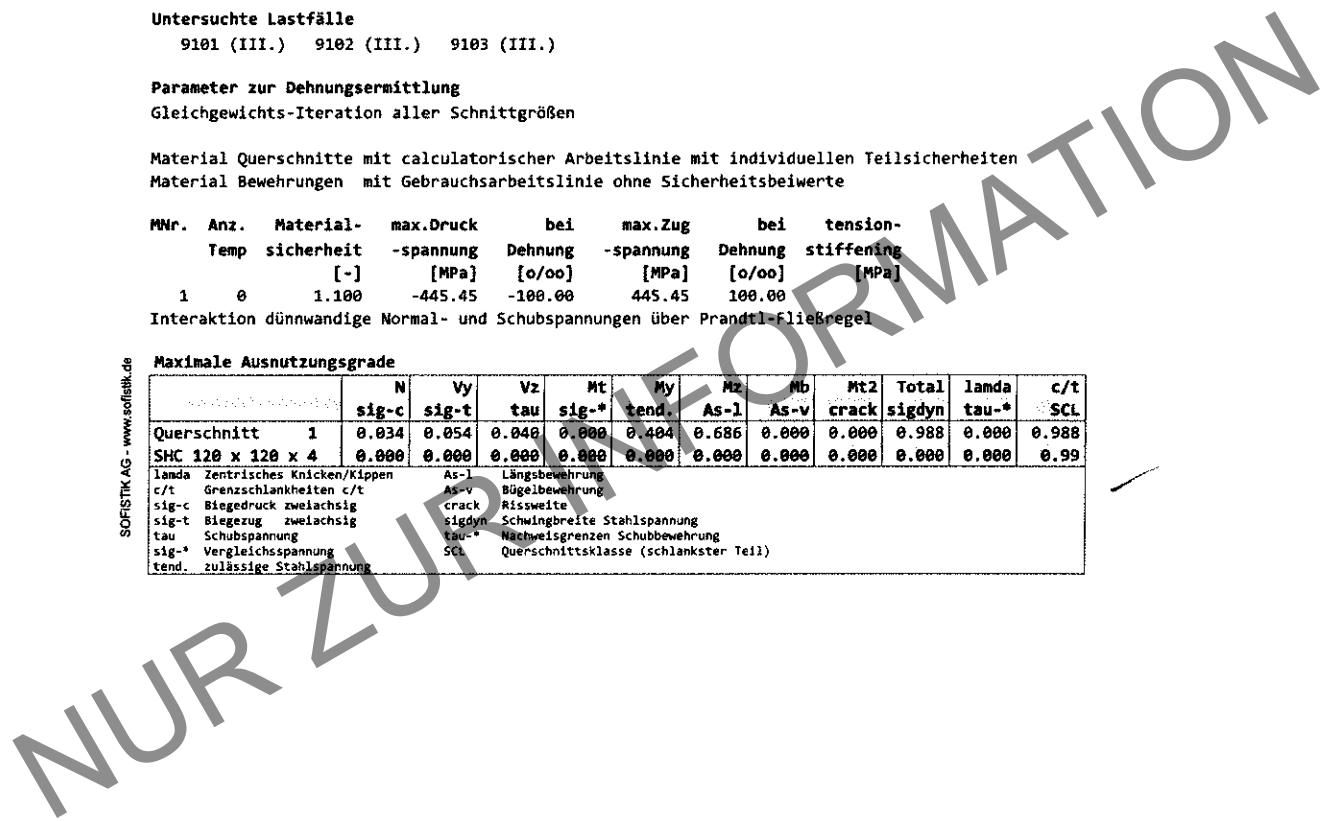 Untersuchte Lastfälle
9101 (III.) 9102 (III.) 9103 (III.)
Parameter zur Dehnungsermittlung
Gleichgewichts-Iteration aller Schnittgrößen
Material Querschnitte mit calculatorischer Arbeitslinie mit individuellen Teilsicherheiten
Material Bewehrungen mit Gebrauchsarbeitslinie ohne Sicherheitsbeiwerte
MNr. Anz. Material- max.Druck bei max.Zug bei tension-
Temp sicherheit -spannung Dehnung -spannung Dehnung stiffening
[-] [MPa] [o/oo] [MPa] [o/oo] [MPa]
1 0 1.100 -445.45 -100.00 445.45 100.00
Interaktion dünnwandige Normal- und Schubspannungen über Prandtl-Fließregel
Maximale Ausnutzungsgrade
N Vy Vz Mt My Mz Mb Mt2 Total lamda c/t
sig-c sig-t tau sig-* tend. As-l As-v crack sigdyn tau-* SCL
Querschnitt 1 0.034 0.054 0.040 0.000 0.404 0.686 0.000 0.000 0.988 0.000 0.988
SHC 120 x 120 x 4 0.000 0.000 0.000 0.000 0.000 0.000 0.000 0.000 0.000 0.000 0.99
lamda Zentrisches Knicken/Kippen As-l Längsbewehrung
c/t Grenzschlankheiten c/t As-v Bügelbewehrung
sig-c Biegedruck zweiachsig crack Rissweite
sig-t Biegezug zweiachsig sigdyn Schwingbreite Stahlspannung
tau Schubspannung tau-* Nachweisgrenzen Schubbewehrung
sig-* Vergleichsspannung SCL Querschnittsklasse (schlankster Teil)
tend. zulässige Stahlspannung
SOFiSTiK AG - www.sofistik.de
NUR ZUR INFORMATION